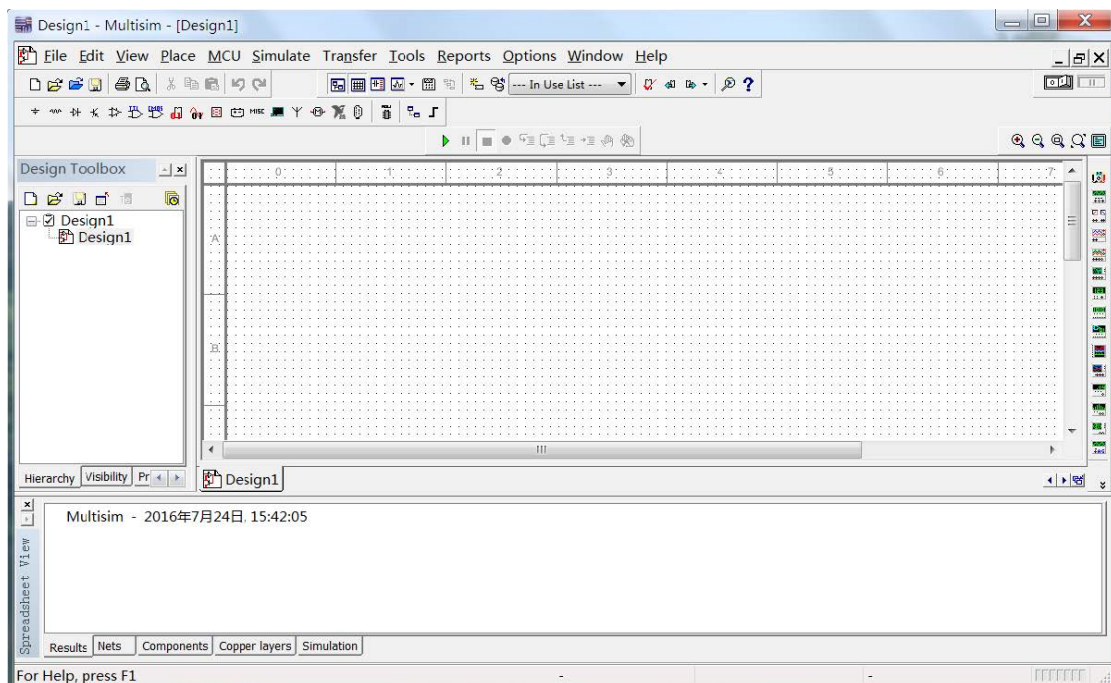 Design1 - Multisim - [Design1]
File Edit View Place MCU Simulate Transfer Tools Reports Options Window Help
--- In Use List ---
MISC
Design Toolbox
Design1
Design1
0 1 2 3 4 5 6 7
A
B
Hierarchy Visibility Pr
Design1
Multisim - 2016年7月24日, 15:42:05
Spreadsheet View
Results Nets Components Copper layers Simulation
For Help, press F1 - -